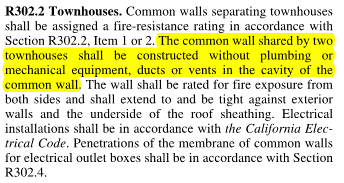 R302.2 Townhouses. Common walls separating townhouses
shall be assigned a fire-resistance rating in accordance with
Section R302.2, Item 1 or 2. The common wall shared by two
townhouses shall be constructed without plumbing or
mechanical equipment, ducts or vents in the cavity of the
common wall. The wall shall be rated for fire exposure from
both sides and shall extend to and be tight against exterior
walls and the underside of the roof sheathing. Electrical
installations shall be in accordance with the California Elec-
trical Code. Penetrations of the membrane of common walls
for electrical outlet boxes shall be in accordance with Section
R302.4.